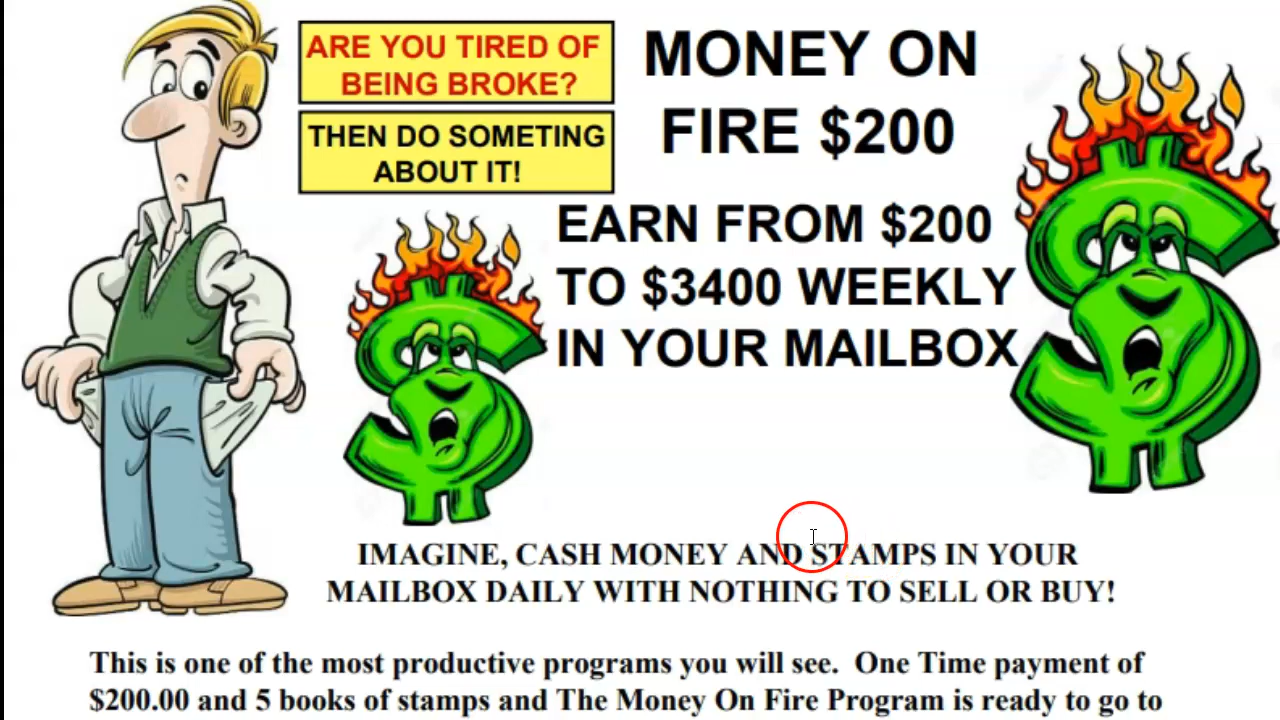 ARE YOU TIRED OF
BEING BROKE?
THEN DO SOMETING
ABOUT IT!
MONEY ON
FIRE $200
EARN FROM $200
TO $3400 WEEKLY
IN YOUR MAILBOX
IMAGINE, CASH MONEY AND STAMPS IN YOUR
MAILBOX DAILY WITH NOTHING TO SELL OR BUY!
This is one of the most productive programs you will see. One Time payment of
$200.00 and 5 books of stamps and The Money On Fire Program is ready to go to